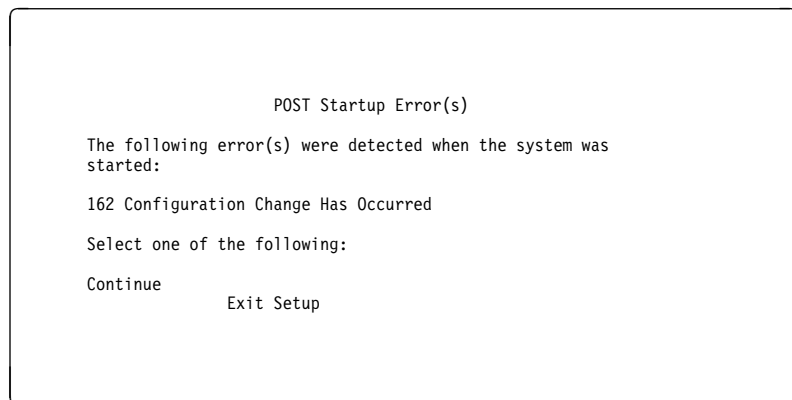 POST Startup Error(s)
The following error(s) were detected when the system was
started:
162 Configuration Change Has Occurred
Select one of the following:
Continue
Exit Setup